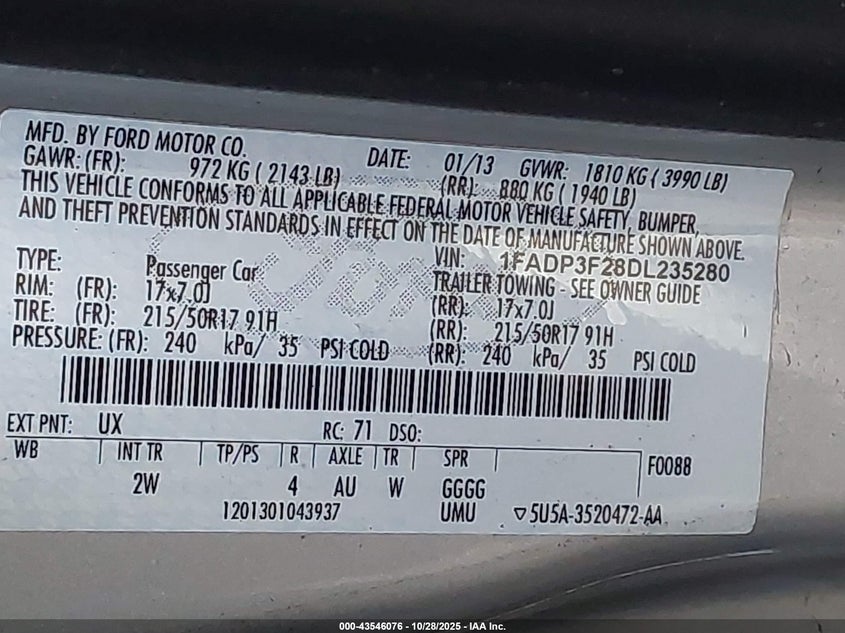 MFD. BY FORD MOTOR CO. DATE: 01/13 GVWR: 1810 KG ( 3990 LB)
GAWR: (FR): 972 KG ( 2143 LB) (RR): 880 KG ( 1940 LB)
THIS VEHICLE CONFORMS TO ALL APPLICABLE FEDERAL MOTOR VEHICLE SAFETY, BUMPER,
AND THEFT PREVENTION STANDARDS IN EFFECT ON THE DATE OF MANUFACTURE SHOWN ABOVE.
VIN: 1FADP3F28DL235280
TYPE: Passenger Car TRAILER TOWING - SEE OWNER GUIDE
RIM: (FR): 17x7.0J (RR): 17x7.0J
TIRE: (FR): 215/50R17 91H (RR): 215/50R17 91H
PRESSURE: (FR): 240 kPa/ 35 PSI COLD (RR): 240 kPa/ 35 PSI COLD
EXT PNT: UX RC: 71 DSO:
WB INT TR TP/PS R AXLE TR SPR F0088
2W 4 AU W GGGG
1201301043937 UMU ▽5U5A-3520472-AA
000-43546076 - 10/28/2025 - IAA Inc.